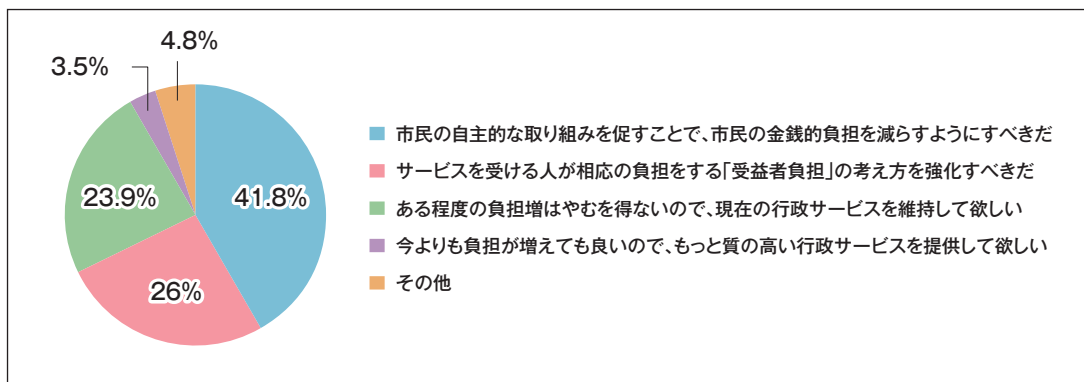 4.8%
3.5%
23.9%
41.8%
26%
市民の自主的な取り組みを促すことで、市民の金銭的負担を減らすようにすべきだ
サービスを受ける人が相応の負担をする「受益者負担」の考え方を強化すべきだ
ある程度の負担増はやむを得ないので、現在の行政サービスを維持して欲しい
今よりも負担が増えても良いので、もっと質の高い行政サービスを提供して欲しい
その他